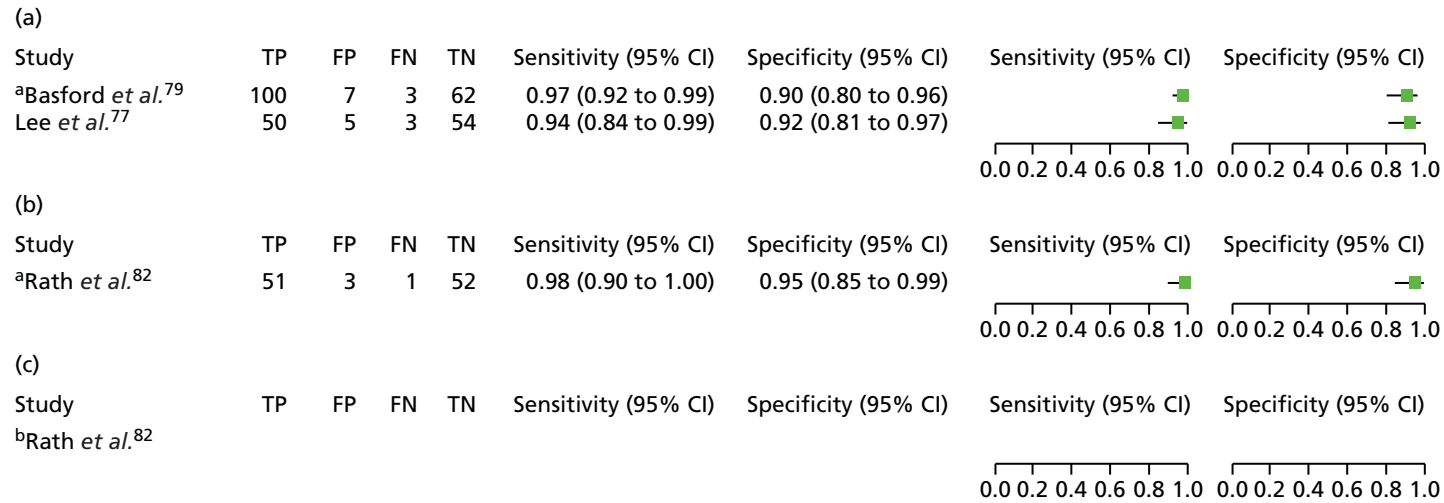 (a)
Study TP FP FN TN Sensitivity (95% CI) Specificity (95% CI) Sensitivity (95% CI) Specificity (95% CI)
ᵃBasford et al.⁷⁹ 100 7 3 62 0.97 (0.92 to 0.99) 0.90 (0.80 to 0.96)
Lee et al.⁷⁷ 50 5 3 54 0.94 (0.84 to 0.99) 0.92 (0.81 to 0.97)
0.0 0.2 0.4 0.6 0.8 1.0 0.0 0.2 0.4 0.6 0.8 1.0
(b)
Study TP FP FN TN Sensitivity (95% CI) Specificity (95% CI) Sensitivity (95% CI) Specificity (95% CI)
ᵃRath et al.⁸² 51 3 1 52 0.98 (0.90 to 1.00) 0.95 (0.85 to 0.99)
0.0 0.2 0.4 0.6 0.8 1.0 0.0 0.2 0.4 0.6 0.8 1.0
(c)
Study TP FP FN TN Sensitivity (95% CI) Specificity (95% CI) Sensitivity (95% CI) Specificity (95% CI)
ᵇRath et al.⁸²
0.0 0.2 0.4 0.6 0.8 1.0 0.0 0.2 0.4 0.6 0.8 1.0